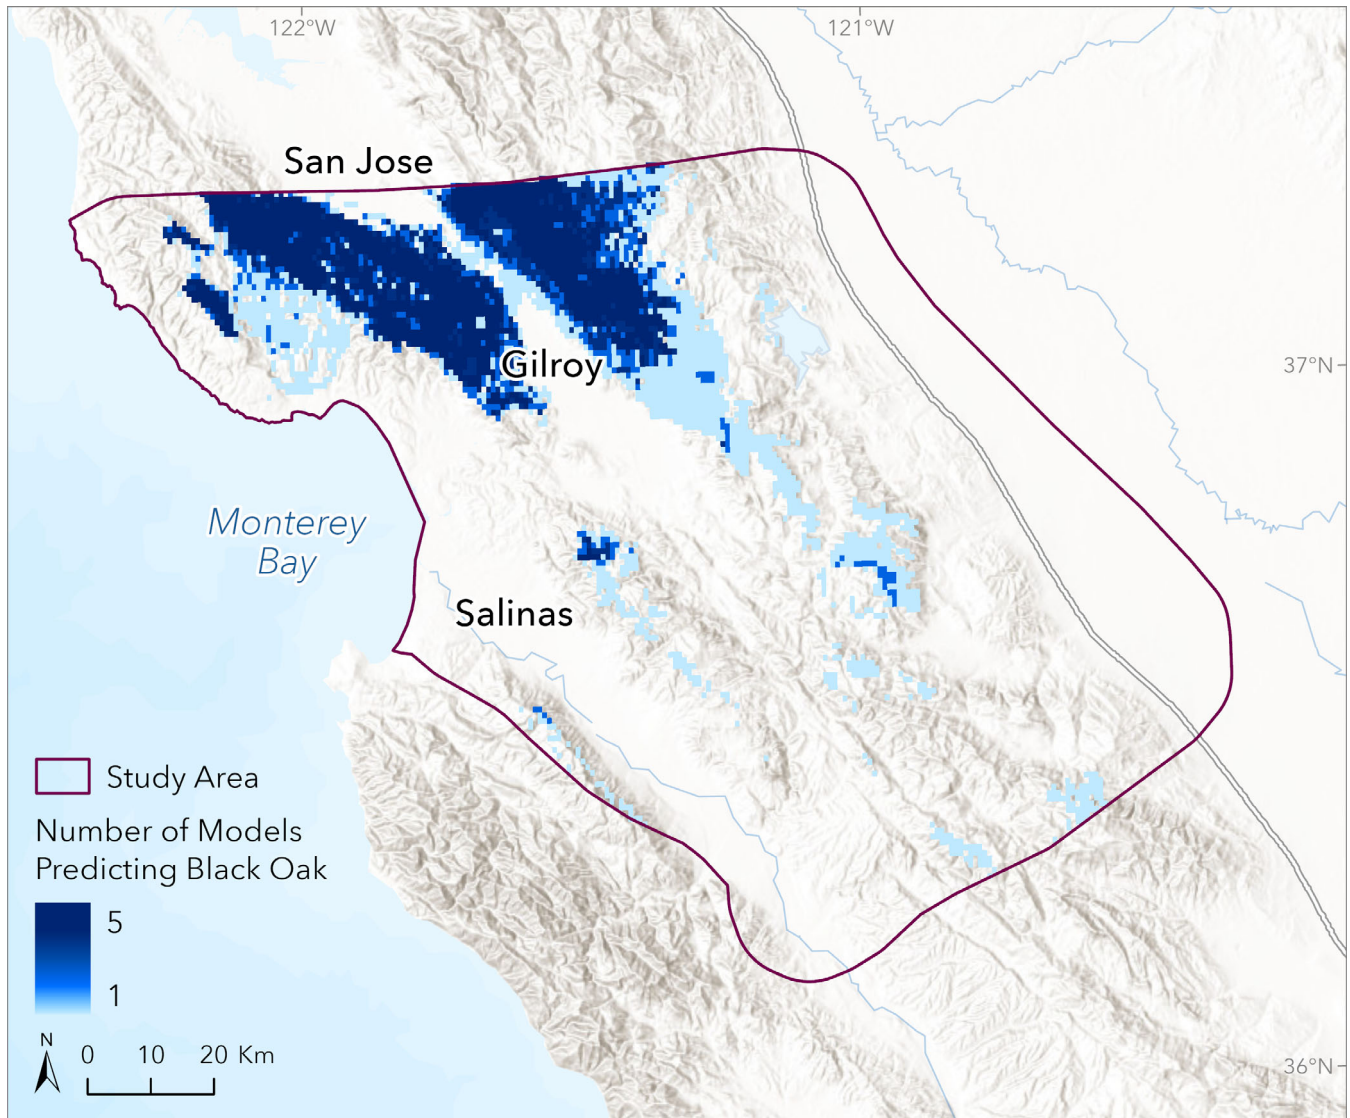 122°W
121°W
San Jose
Gilroy
37°N
Monterey
Bay
Salinas
Study Area
Number of Models
Predicting Black Oak
5
1
N
0 10 20 Km
36°N